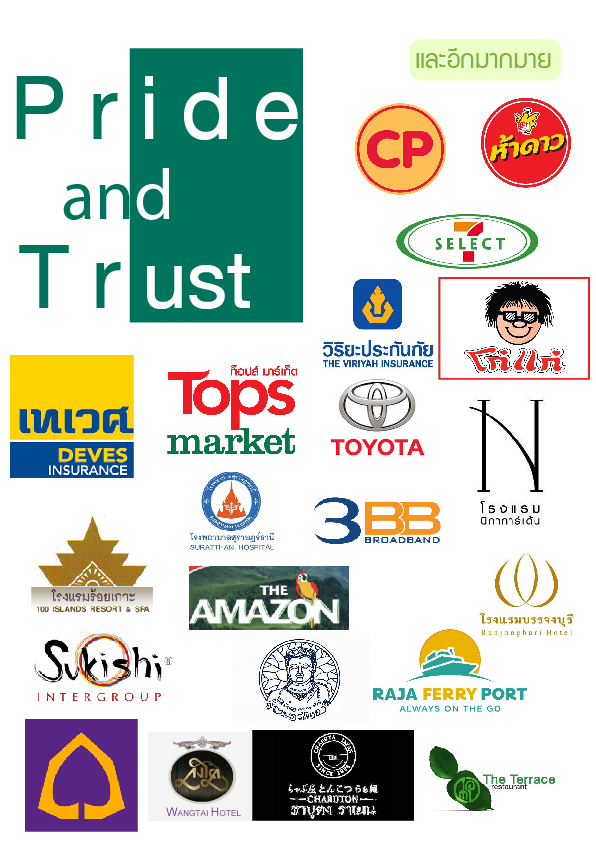 Pride
and
Trust
และอีกมากมาย
CP
ห้าดาว
7
SELECT
วิริยะประกันภัย
THE VIRIYAH INSURANCE
โก๋แก่
เทเวศ
DEVES
INSURANCE
ท็อปส์ มาร์เก็ต
Tops
market
TOYOTA
N
โรงแรม
นิภาการ์เด้น
โรงพยาบาลสุราษฎร์ธานี
SURATTHANI HOSPITAL
3BB
BROADBAND
โรงแรมร้อยเกาะ
100 ISLANDS RESORT & SPA
THE
AMAZON
โรงแรมบรรจงบุรี
Bunjongburi Hotel
Sukishi®
INTERGROUP
RAJA FERRY PORT
ALWAYS ON THE GO
วังใต้
WANGTAI HOTEL
CHABUTON
ชาบูตง ราเมน
The Terrace
restaurant